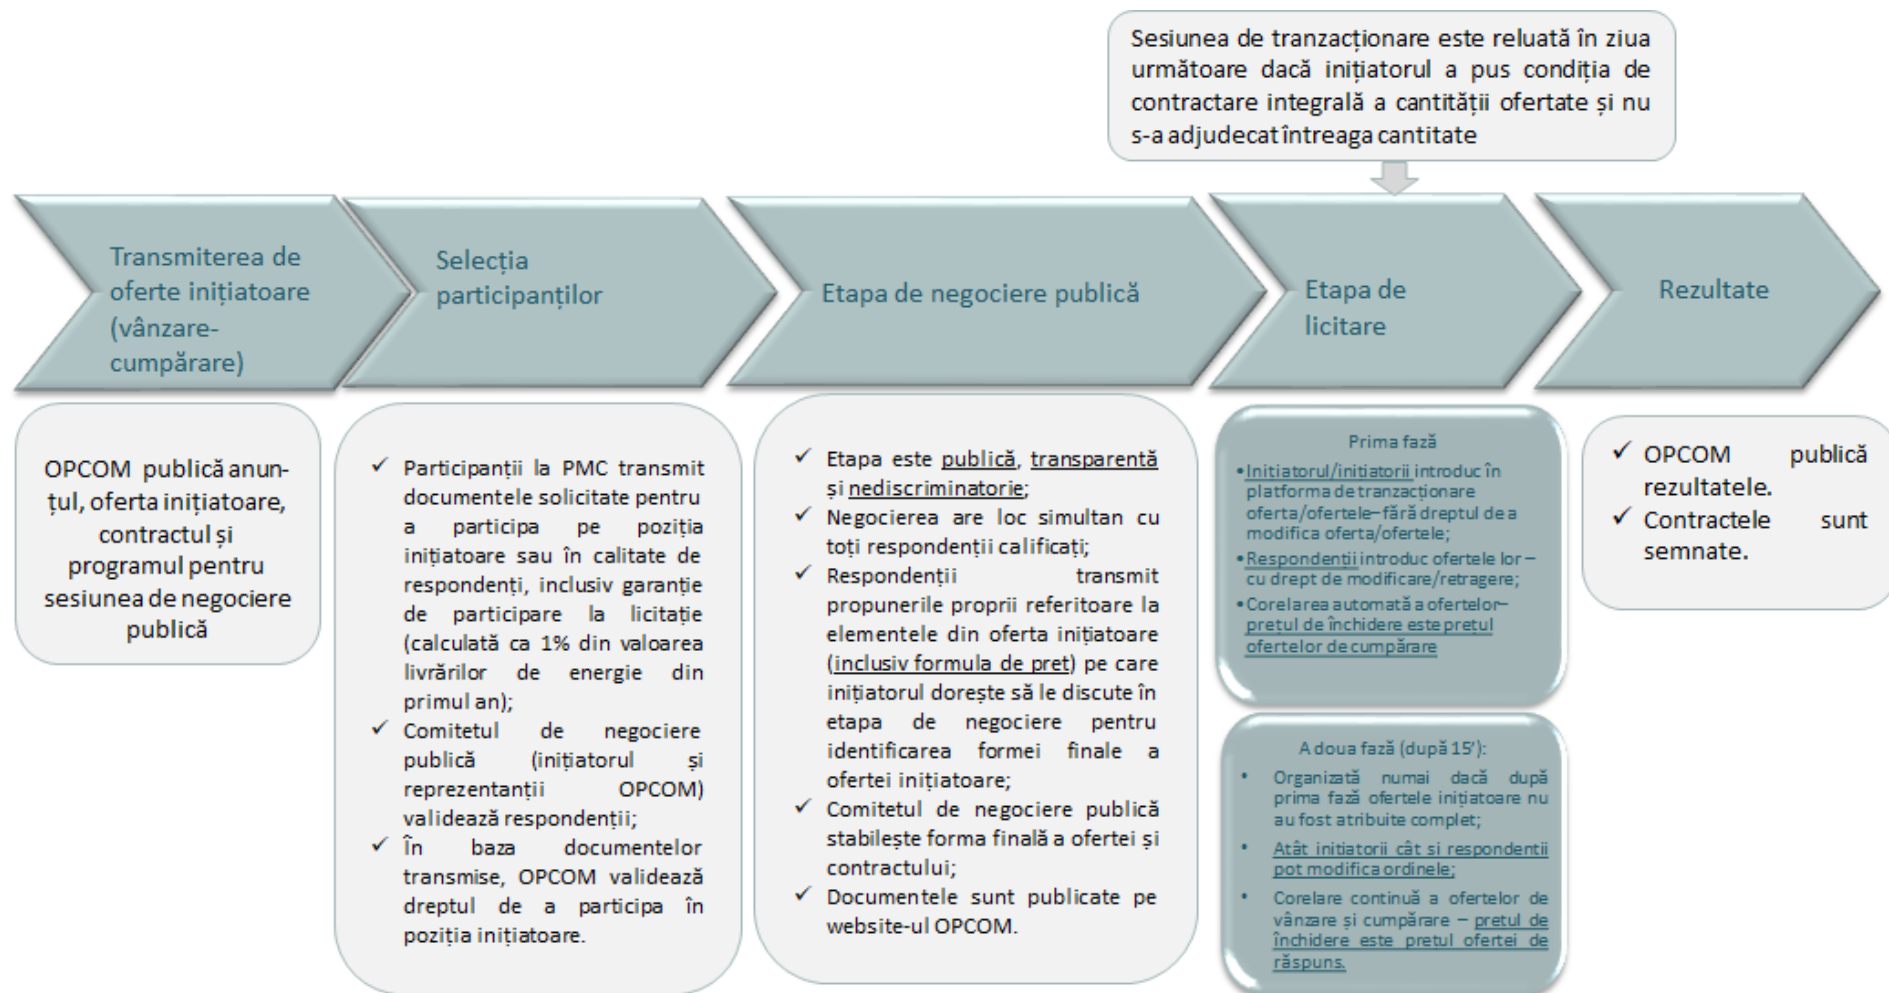 Sesiunea de tranzacționare este reluată în ziua
următoare dacă inițiatorul a pus condiția de
contractare integrală a cantității ofertate și nu
s-a adjudecat întreaga cantitate
Transmiterea de
oferte inițiatoare
(vânzare-
cumpărare)
Selecția
participanților
Etapa de negociere publică
Etapa de
licitare
Rezultate
OPCOM publică anun-
țul, oferta inițiatoare,
contractul și
programul pentru
sesiunea de negociere
publică
✓ Participanții la PMC transmit
documentele solicitate pentru
a participa pe poziția
inițiatoare sau în calitate de
respondenți, inclusiv garanție
de participare la licitație
(calculată ca 1% din valoarea
livrărilor de energie din
primul an);
✓ Comitetul de negociere
publică (inițiatorul și
reprezentanții OPCOM)
validează respondenții;
✓ În baza documentelor
transmise, OPCOM validează
dreptul de a participa în
poziția inițiatoare.
✓ Etapa este publică, transparentă
și nediscriminatorie;
✓ Negocierea are loc simultan cu
toți respondenții calificați;
✓ Respondenții transmit
propunerile proprii referitoare la
elementele din oferta inițiatoare
(inclusiv formula de pret) pe care
inițiatorul dorește să le discute în
etapa de negociere pentru
identificarea formei finale a
ofertei inițiatoare;
✓ Comitetul de negociere publică
stabilește forma finală a ofertei și
contractului;
✓ Documentele sunt publicate pe
website-ul OPCOM.
Prima fază
• Initiatorul/initiatorii introduc în
platforma de tranzacționare
oferta/ofertele–fără dreptul de a
modifica oferta/ofertele;
• Respondenții introduc ofertele lor –
cu drept de modificare/retragere;
• Corelarea automată a ofertelor–
prețul de închidere este prețul
ofertelor de cumpărare
A doua fază (după 15’):
• Organizată numai dacă după
prima fază ofertele inițiatoare nu
au fost atribuite complet;
• Atât initiatorii cât si respondentii
pot modifica ordinele;
• Corelare continuă a ofertelor de
vânzare și cumpărare – pretul de
închidere este pretul ofertei de
răspuns.
✓ OPCOM publică
rezultatele.
✓ Contractele sunt
semnate.